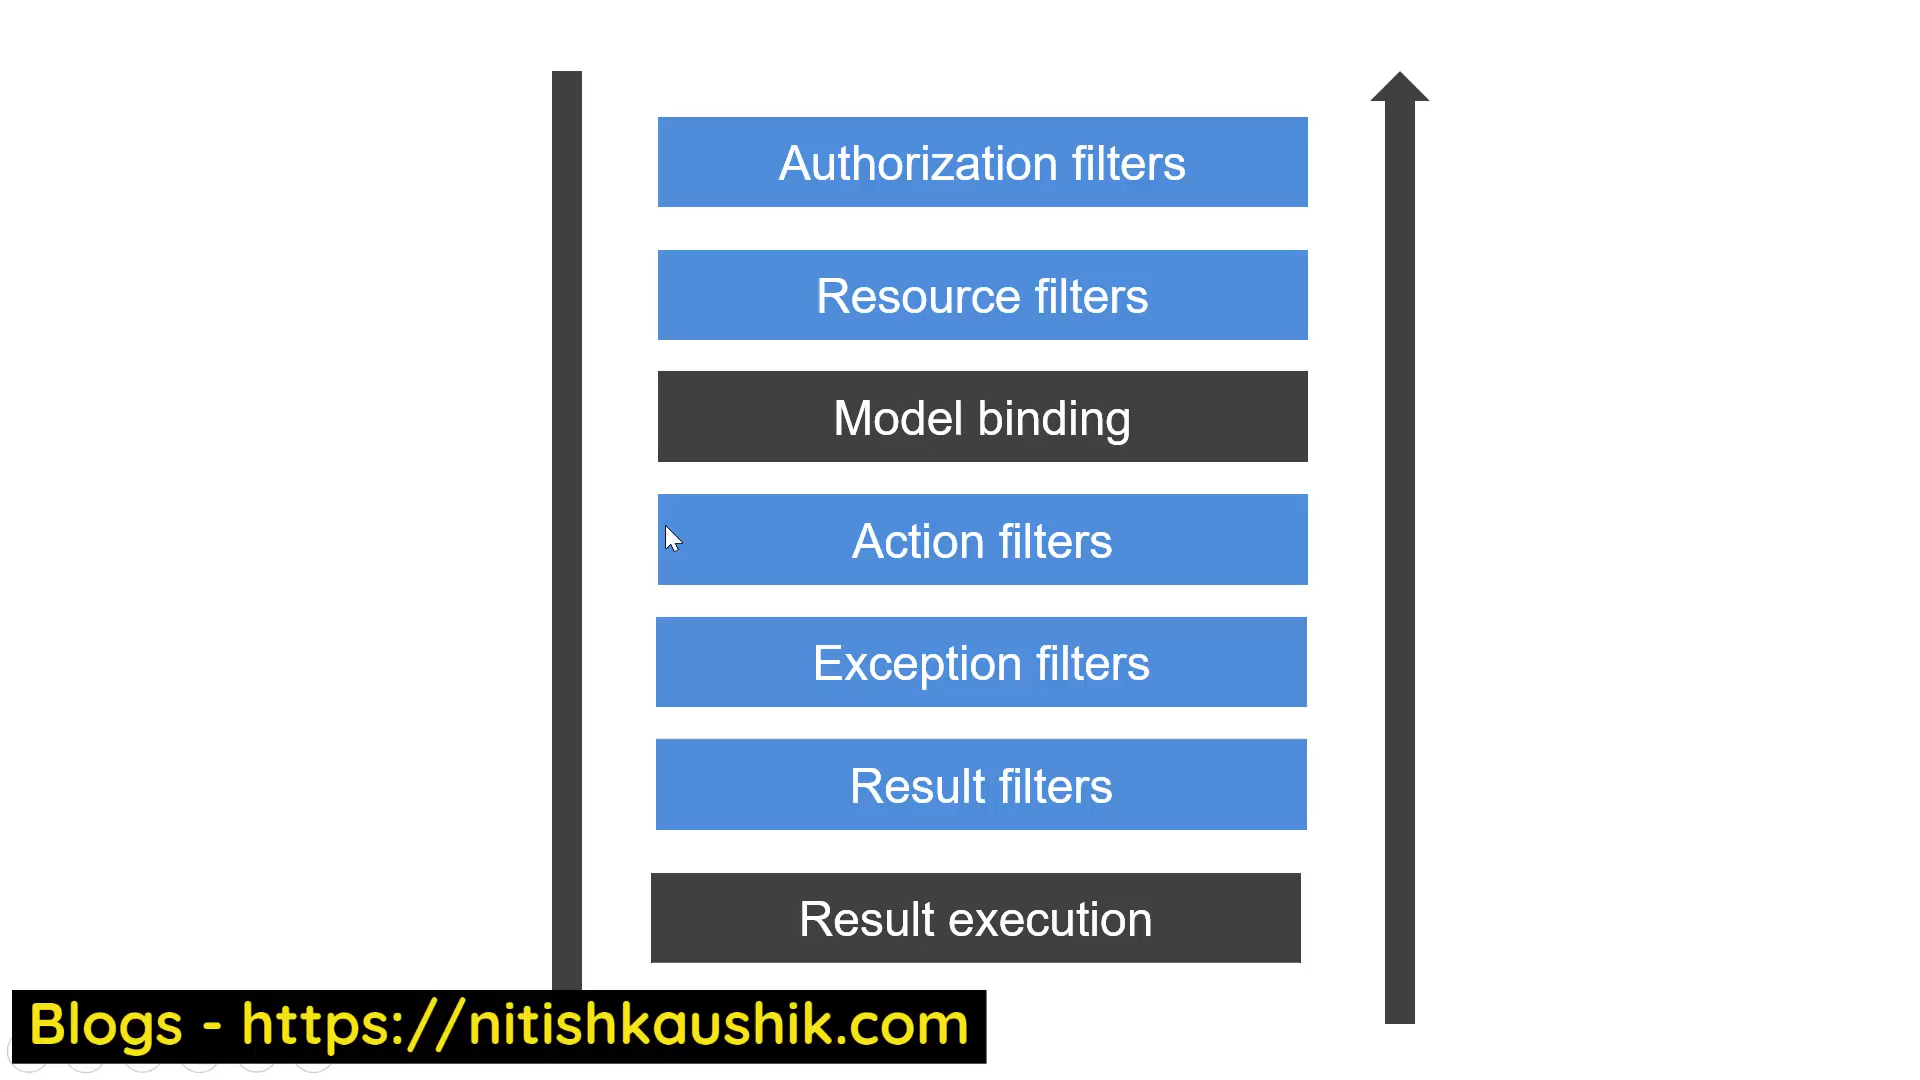 Authorization filters
Resource filters
Model binding
Action filters
Exception filters
Result filters
Result execution
Blogs - https://nitishkaushik.com